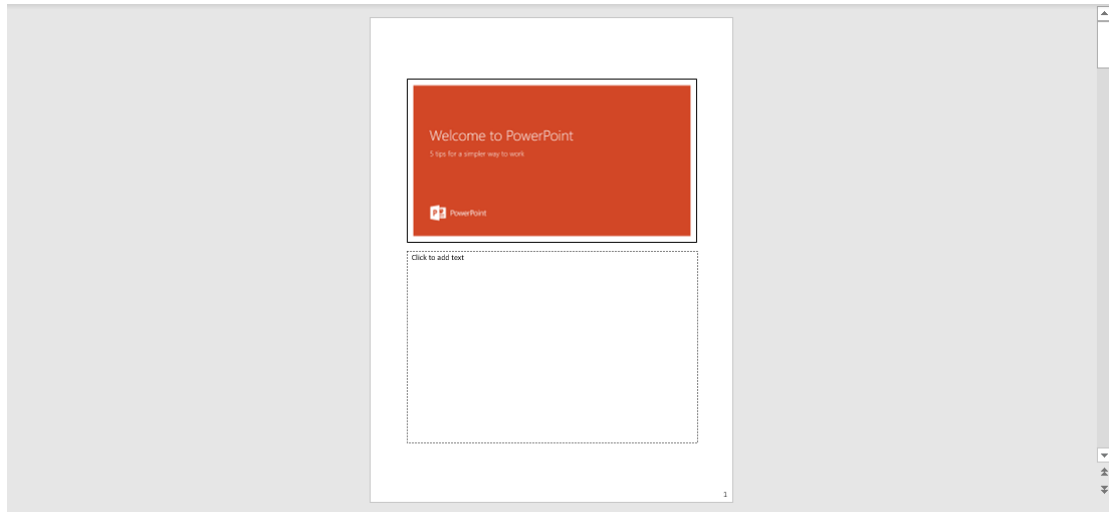 Welcome to PowerPoint
5 tips for a simpler way to work
PowerPoint
Click to add text
1